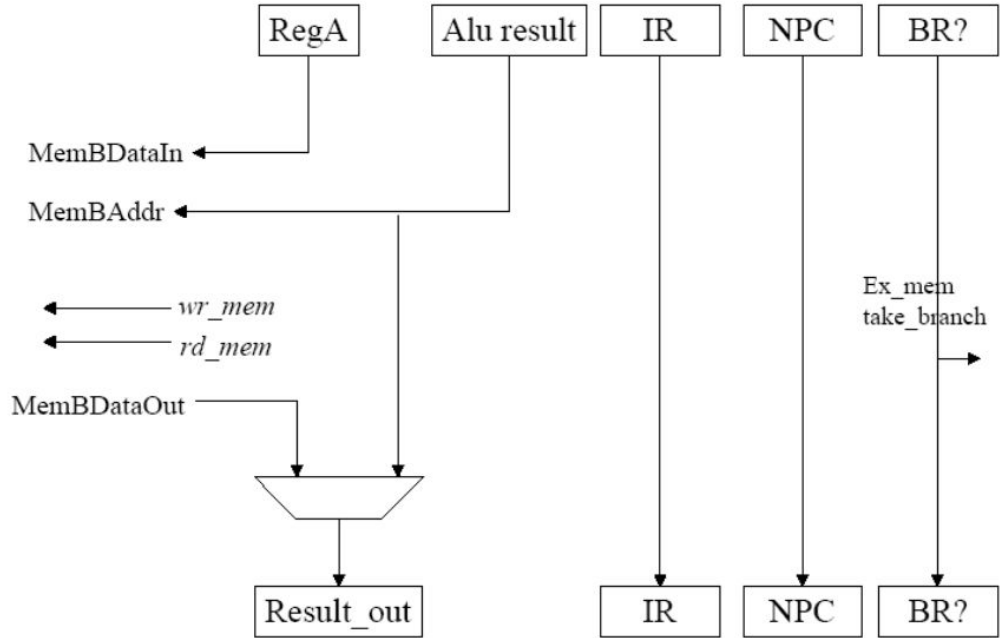 RegA
Alu result
IR
NPC
BR?
MemBDataIn
MemBAddr
wr_mem
rd_mem
Ex_mem
take_branch
MemBDataOut
Result_out
IR
NPC
BR?